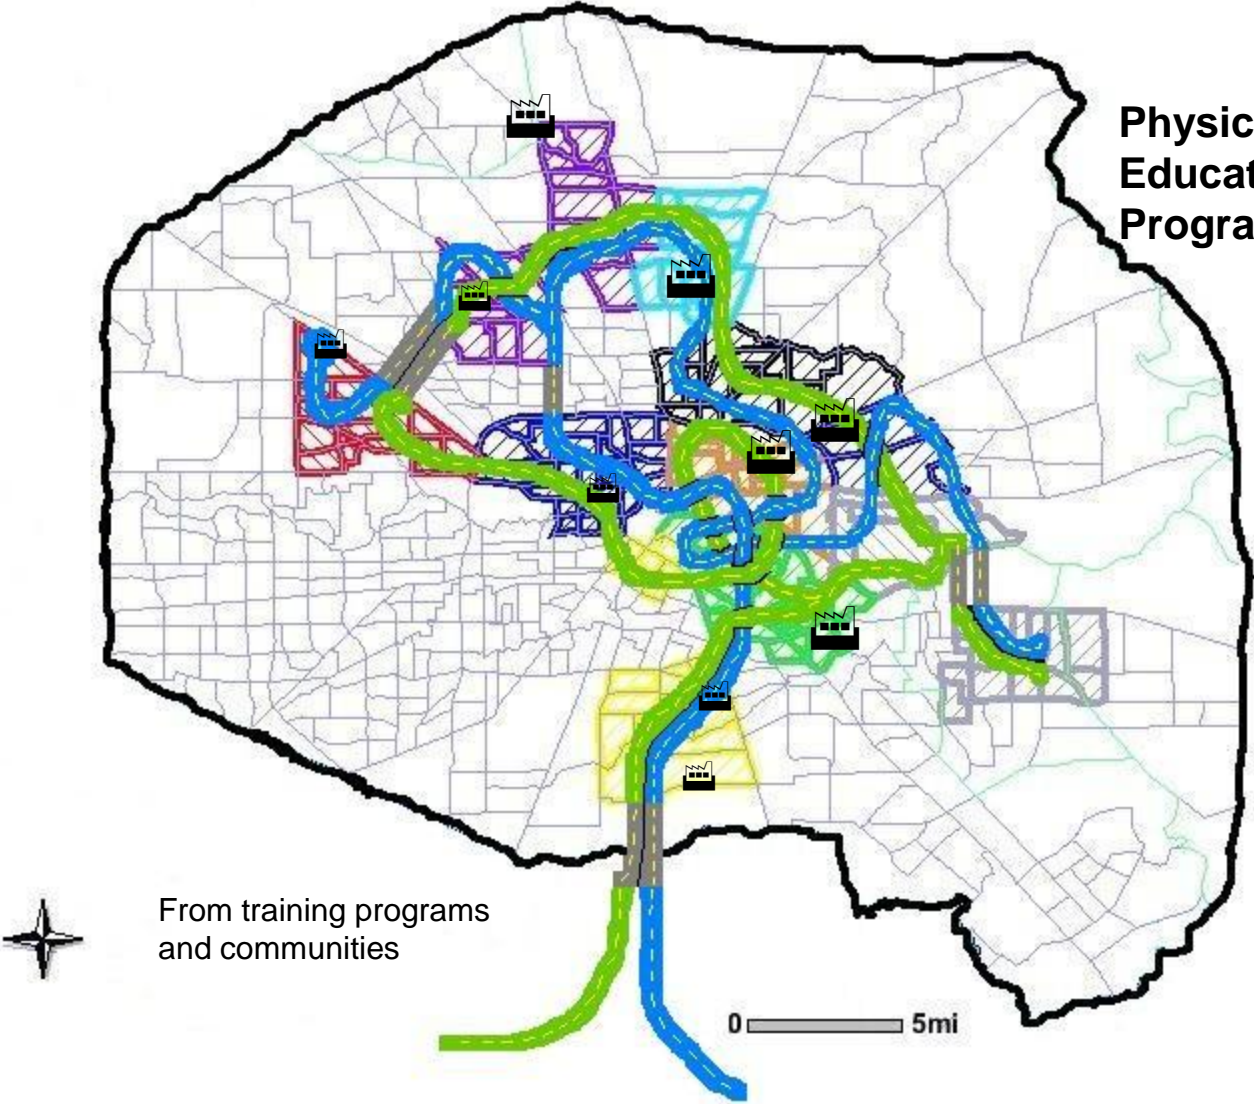 Physic
Educat
Progra
From training programs
and communities
0 5mi